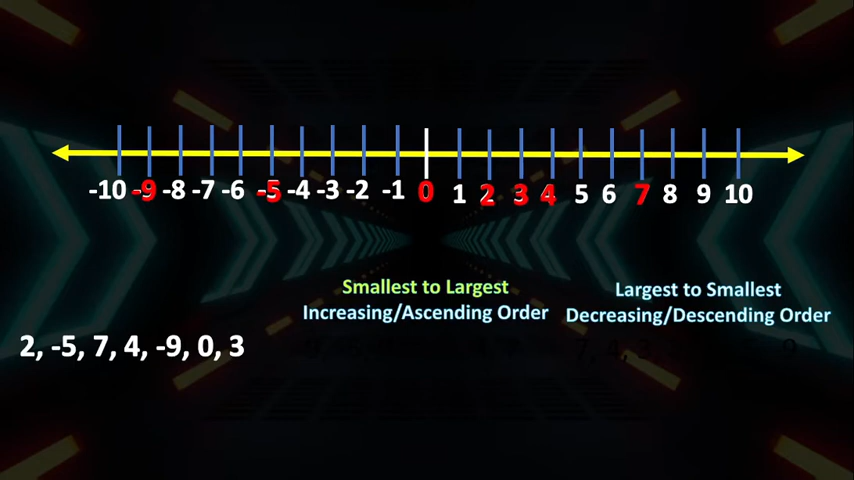 -10 -9 -8 -7 -6 -5 -4 -3 -2 -1 0 1 2 3 4 5 6 7 8 9 10
Smallest to Largest
Increasing/Ascending Order
Largest to Smallest
Decreasing/Descending Order
2, -5, 7, 4, -9, 0, 3